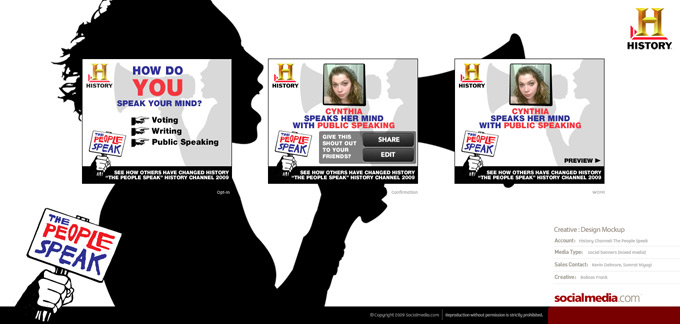 HISTORY
H
HISTORY
HOW DO
YOU
SPEAK YOUR MIND?
Voting
Writing
Public Speaking
THE
PEOPLE
SPEAK
SEE HOW OTHERS HAVE CHANGED HISTORY
"THE PEOPLE SPEAK" HISTORY CHANNEL 2009
Opt-In
H
HISTORY
CYNTHIA
SPEAKS HER MIND
WITH PUBLIC SPEAKING
THE
PEOPLE
SPEAK
GIVE THIS
SHOUT OUT
TO YOUR
FRIENDS?
SHARE
EDIT
SEE HOW OTHERS HAVE CHANGED HISTORY
"THE PEOPLE SPEAK" HISTORY CHANNEL 2009
Confirmation
H
HISTORY
CYNTHIA
SPEAKS HER MIND
WITH PUBLIC SPEAKING
THE
PEOPLE
SPEAK
PREVIEW
SEE HOW OTHERS HAVE CHANGED HISTORY
"THE PEOPLE SPEAK" HISTORY CHANNEL 2009
THE
PEOPLE
SPEAK
Creative : Design Mockup
Account: History Channel: The People Speak
Media Type: Social Banners
Sales Contact:
Creative:
socialmedia.com
© Copyright 2009 Socialmedia.com
Reproduction without permission is strictly prohibited.